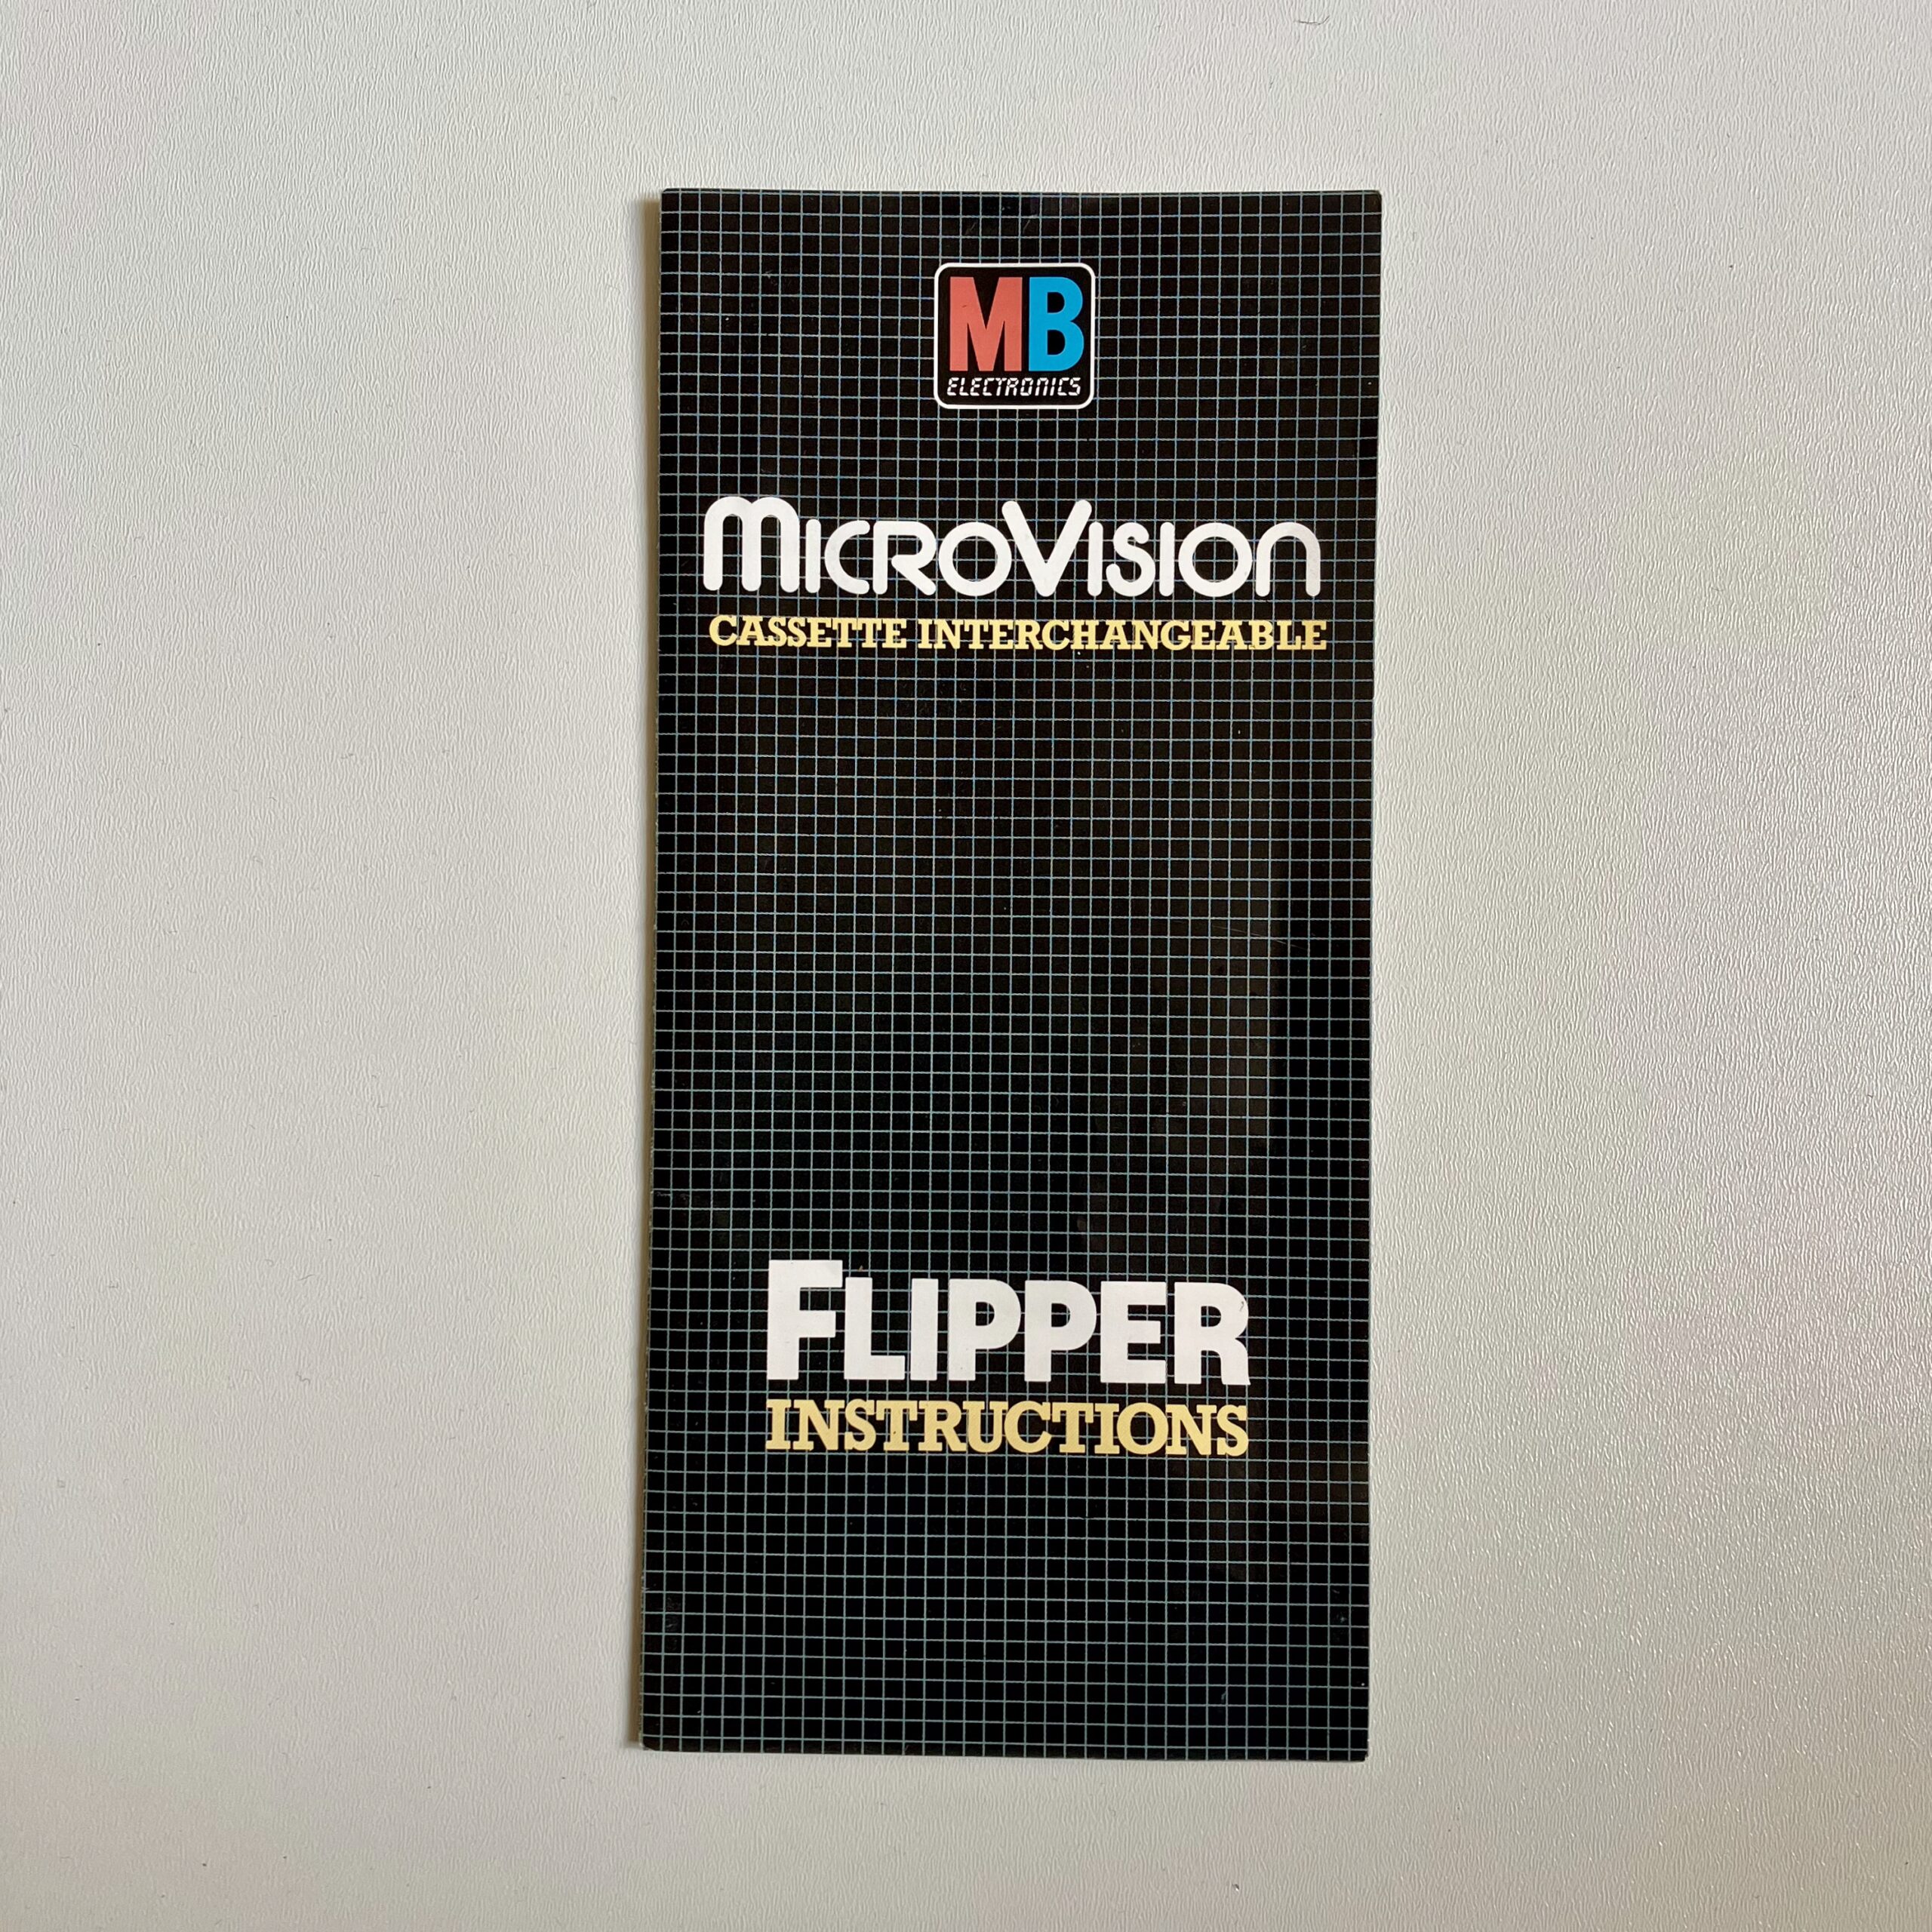 MB
ELECTRONICS
MICROVISION
CASSETTE INTERCHANGEABLE
FLIPPER
INSTRUCTIONS